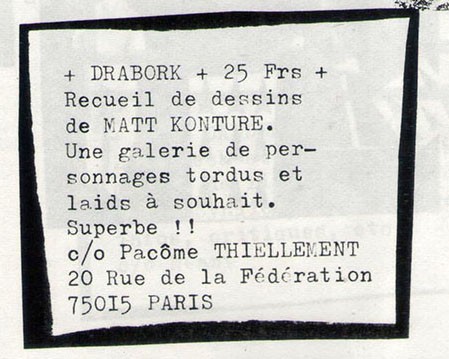 + DRABORK + 25 Frs +
Recueil de dessins
de MATT KONTURE.
Une galerie de per-
sonnages tordus et
laids à souhait.
Superbe !!
c/o Pacôme THIELLEMENT
20 Rue de la Fédération
750I5 PARIS